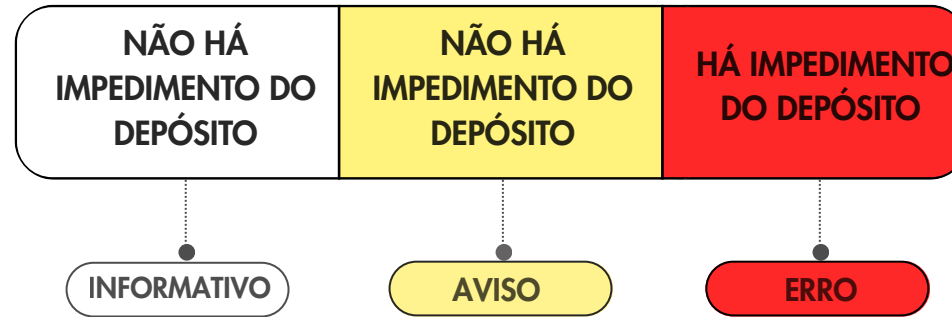 NÃO HÁ
IMPEDIMENTO DO
DEPÓSITO
NÃO HÁ
IMPEDIMENTO DO
DEPÓSITO
HÁ IMPEDIMENTO
DO DEPÓSITO
INFORMATIVO
AVISO
ERRO